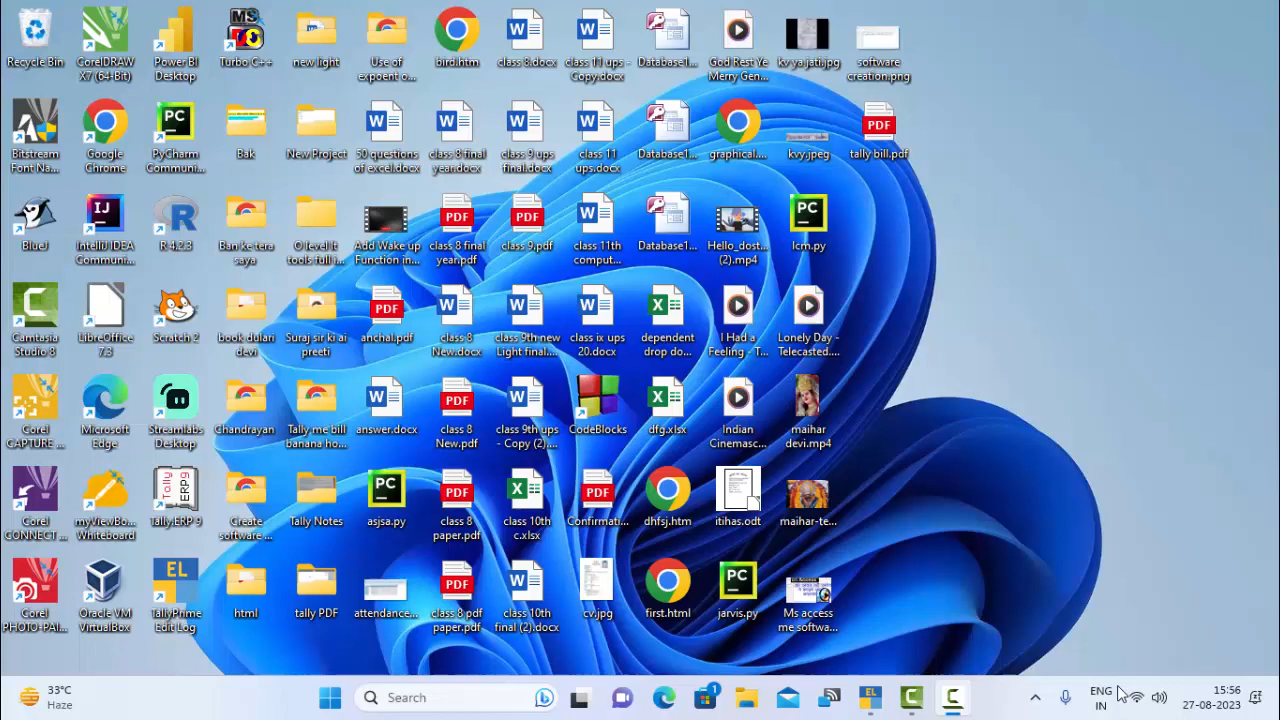 Recycle Bin
CorelDRAW
X7 (64-Bit)
Power BI
Desktop
Turbo C++
new light
Use of
expoent o...
bird.htm
class 8.docx
class 11 ups -
Copy.docx
Database1...
God Rest Ye
Merry Gen...
kv ya jati.jpg
software
creation.png
Bitstream
Font Na...
Google
Chrome
PyCharm
Communi...
Bak
New Project
50 questions
of excel.docx
class 8 final
year.docx
class 9 ups
final.docx
class 11
ups.docx
Database1...
graphical....
kvy.jpeg
tally bill.pdf
BlueJ
IntelliJ IDEA
Communi...
R 4.2.3
Ban ke tera
saya
O level It
tools full i...
Add Wake up
Function in...
class 8 final
year.pdf
class 9.pdf
class 11th
comput...
Database1...
Hello_dost...
(2).mp4
lcm.py
Camtasia
Studio 8
LibreOffice
7.3
Scratch 2
book dulari
devi
Suraj sir ki ai
preeti
anchal.pdf
class 8
New.docx
class 9th new
Light final....
class ix ups
20.docx
dependent
drop do...
I Had a
Feeling - T...
Lonely Day -
Telecasted....
Corel
CAPTURE ...
Microsoft
Edge
Streamlabs
Desktop
Chandrayan
Tally me bill
banana ho...
answer.docx
class 8
New.pdf
class 9th ups
- Copy (2)....
CodeBlocks
dfg.xlsx
Indian
Cinemasc...
maihar
devi.mp4
Corel
CONNECT ...
myViewBo...
Whiteboard
Tally.ERP 9
Create
software ...
Tally Notes
asjsa.py
class 8
paper.pdf
class 10th
c.xlsx
Confirmati...
dhfsj.htm
itihas.odt
maihar-te...
Corel
PHOTO-PAI...
Oracle VM
VirtualBox
TallyPrime
Edit Log
html
tally PDF
attendance...
class 8 pdf
paper.pdf
class 10th
final (2).docx
cv.jpg
first.html
jarvis.py
Ms access
me softwa...
33°C
Haze
Search
1
EL
ENG
IN
15:56
27-08-2023